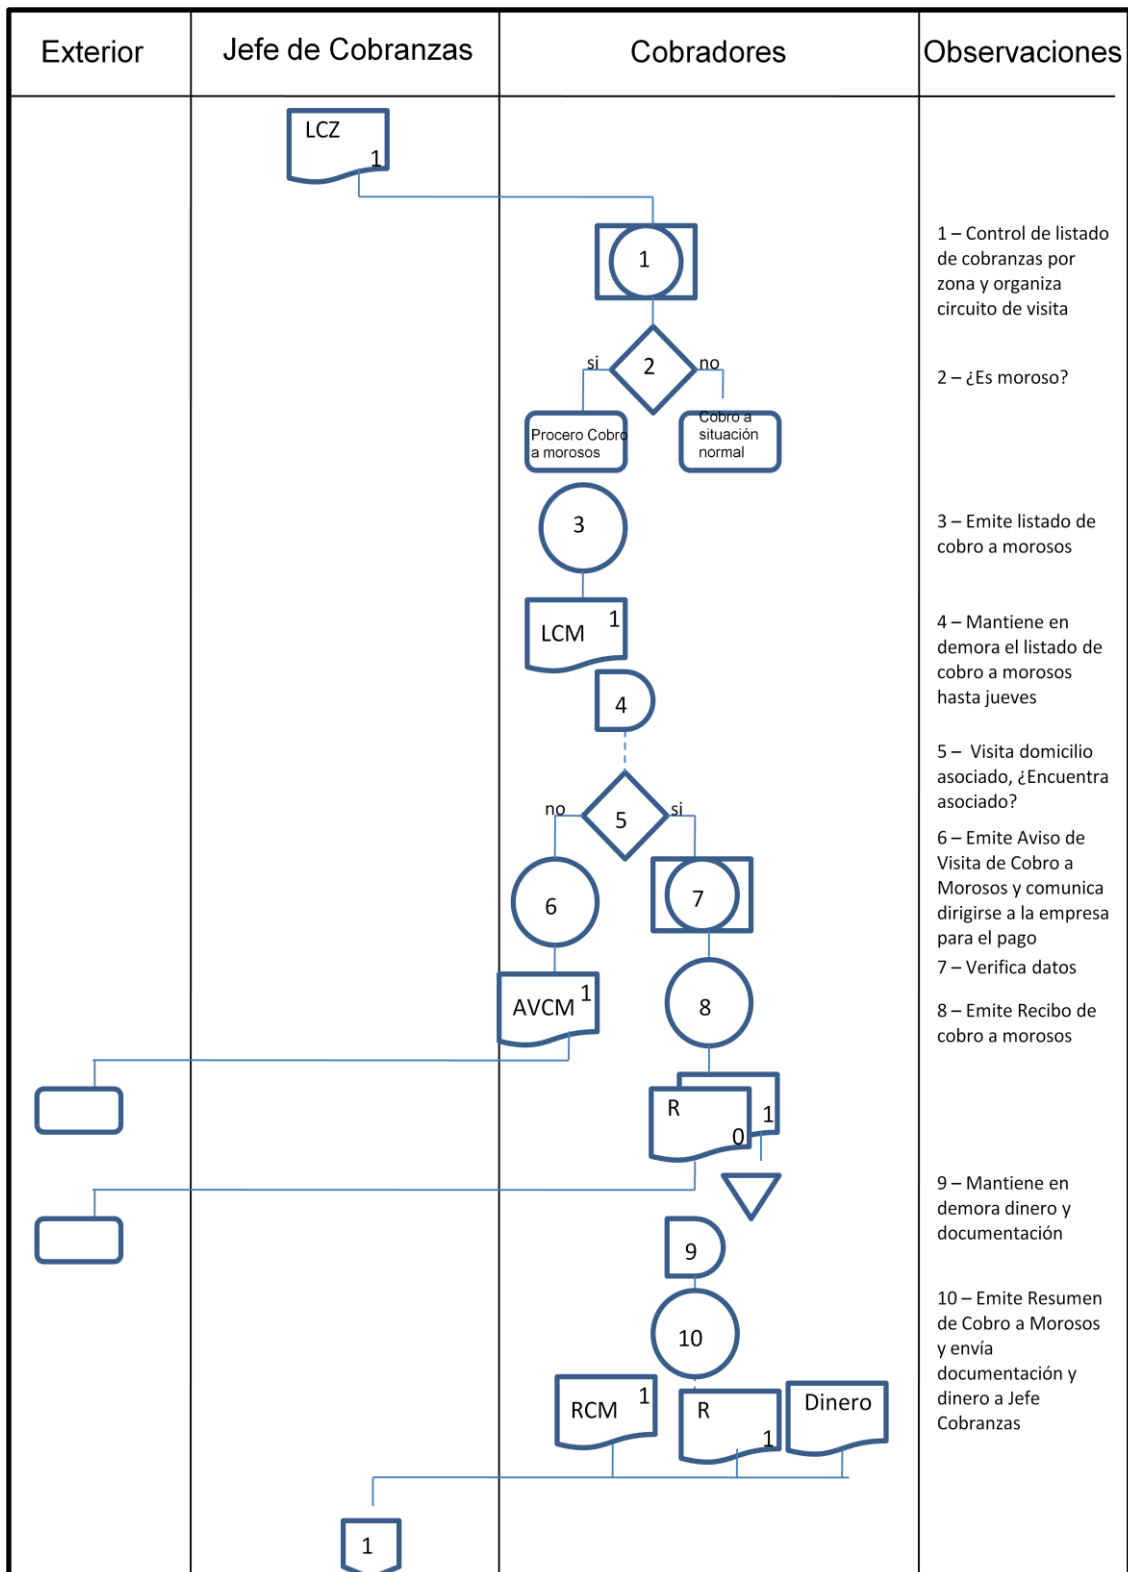 Exterior
Jefe de Cobranzas
Cobradores
Observaciones
LCZ
1
1
1 – Control de listado
de cobranzas por
zona y organiza
circuito de visita
si
2
no
2 – ¿Es moroso?
Procero Cobro
a morosos
Cobro a
situación
normal
3
3 – Emite listado de
cobro a morosos
LCM
1
4 – Mantiene en
demora el listado de
cobro a morosos
hasta jueves
4
5 – Visita domicilio
asociado, ¿Encuentra
asociado?
no
5
si
6 – Emite Aviso de
Visita de Cobro a
Morosos y comunica
dirigirse a la empresa
para el pago
6
7
7 – Verifica datos
AVCM
1
8
8 – Emite Recibo de
cobro a morosos
R
0
1
9 – Mantiene en
demora dinero y
documentación
9
10
10 – Emite Resumen
de Cobro a Morosos
y envía
documentación y
dinero a Jefe
Cobranzas
RCM
1
R
1
Dinero
1